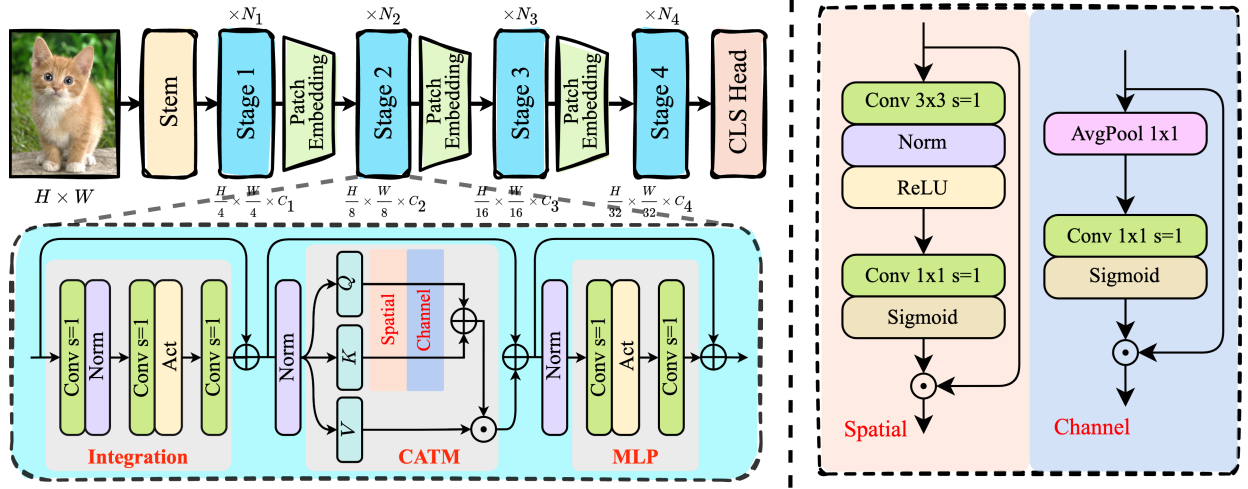 ×N₁ ×N₂ ×N₃ ×N₄
Stem
Stage 1
Patch
Embedding
Stage 2
Patch
Embedding
Stage 3
Patch
Embedding
Stage 4
CLS Head
H × W
H/4 × W/4 × C₁
H/8 × W/8 × C₂
H/16 × W/16 × C₃
H/32 × W/32 × C₄
Conv s=1
Norm
Conv s=1
Act
Conv s=1
Integration
Norm
Q
K
V
Spatial
Channel
CATM
Norm
Conv s=1
Act
Conv s=1
MLP
Conv 3x3 s=1
Norm
ReLU
Conv 1x1 s=1
Sigmoid
Spatial
AvgPool 1x1
Conv 1x1 s=1
Sigmoid
Channel